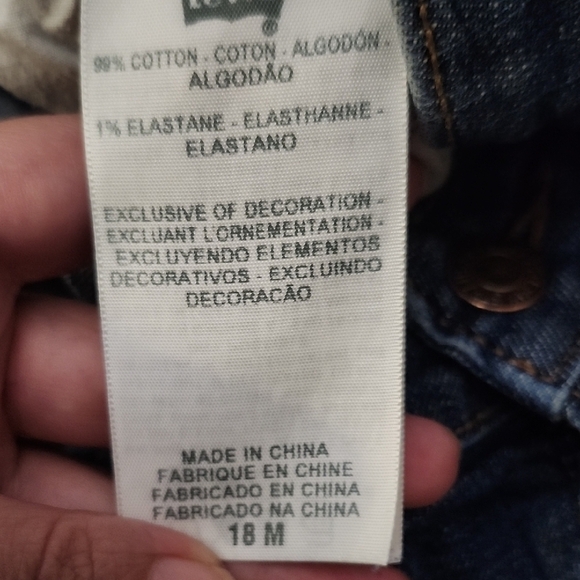 ®
99% COTTON - COTON - ALGODÓN -
ALGODÃO
1% ELASTANE - ELASTHANNE -
ELASTANO
EXCLUSIVE OF DECORATION -
EXCLUANT L'ORNEMENTATION -
EXCLUYENDO ELEMENTOS
DECORATIVOS - EXCLUINDO
DECORACÃO
MADE IN CHINA
FABRIQUE EN CHINE
FABRICADO EN CHINA
FABRICADO NA CHINA
18 M